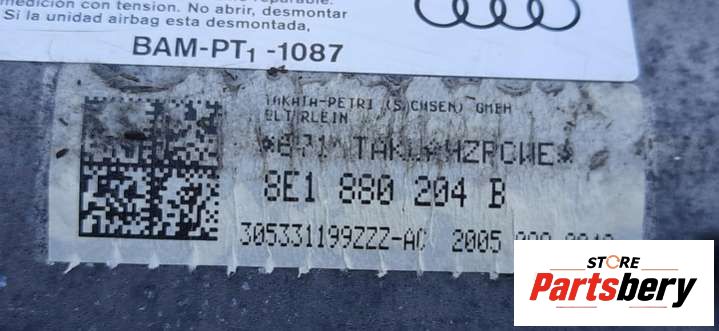 medición con tension. No abrir, desmontar
Si la unidad airbag esta desmontada,
BAM-PT1 -1087
TAKATA-PETRI (SACHSEN) GMBH
ELTERLEIN
8E1 880 204 B
305331199ZZZ-AC 2005
STORE
Partsbery